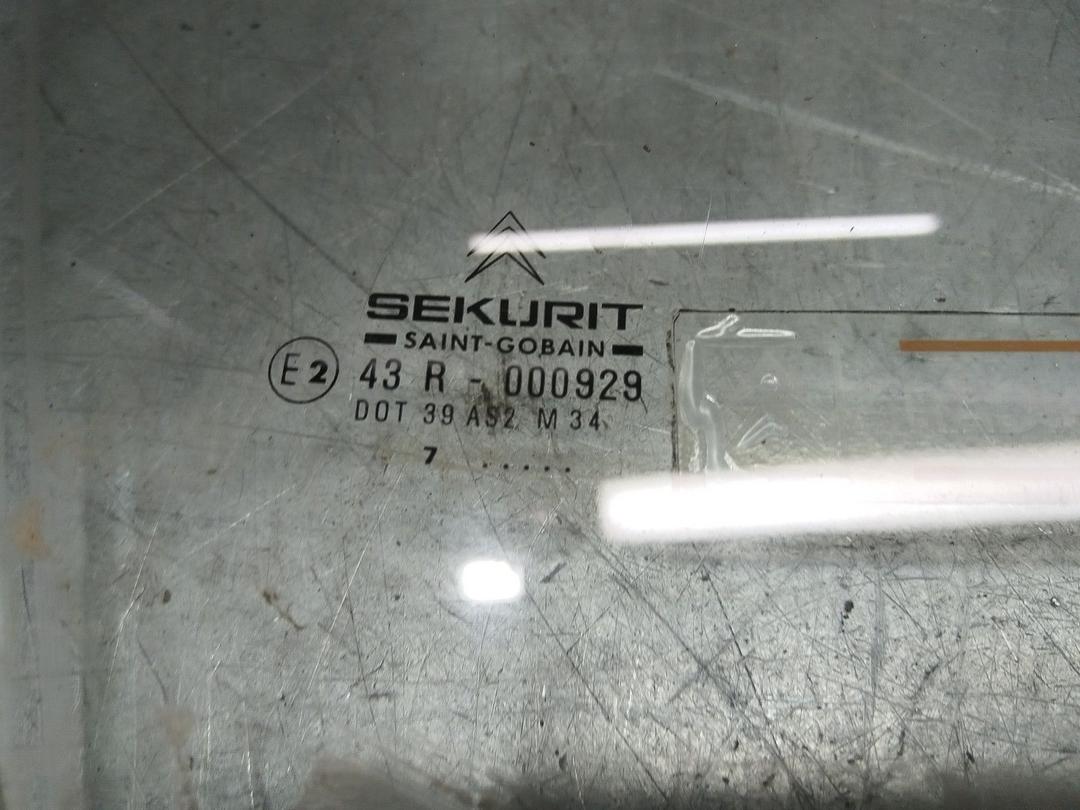 SEKURIT
SAINT-GOBAIN
E2 43 R - 000929
DOT 39 AS2 M 34
7 .....